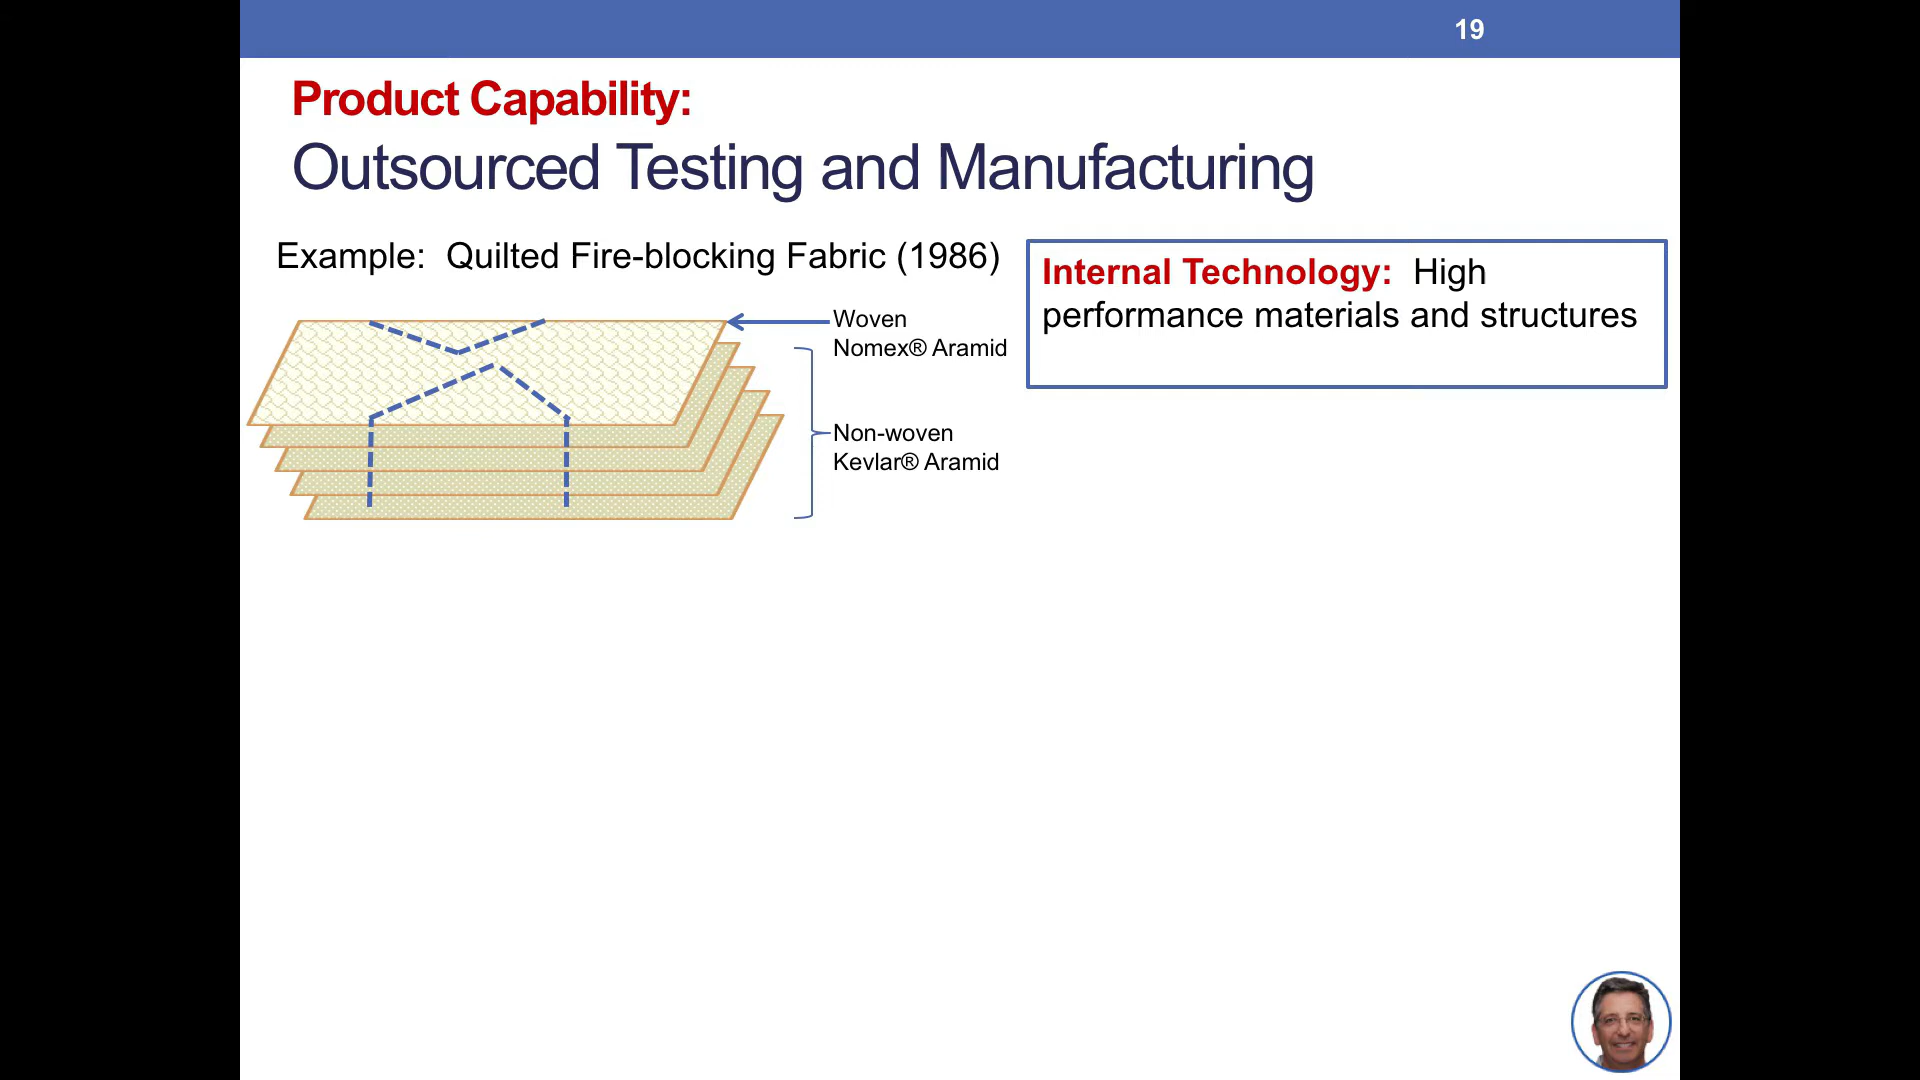 19
Product Capability:
Outsourced Testing and Manufacturing
Example: Quilted Fire-blocking Fabric (1986)
Woven
Nomex® Aramid
Non-woven
Kevlar® Aramid
Internal Technology: High
performance materials and structures